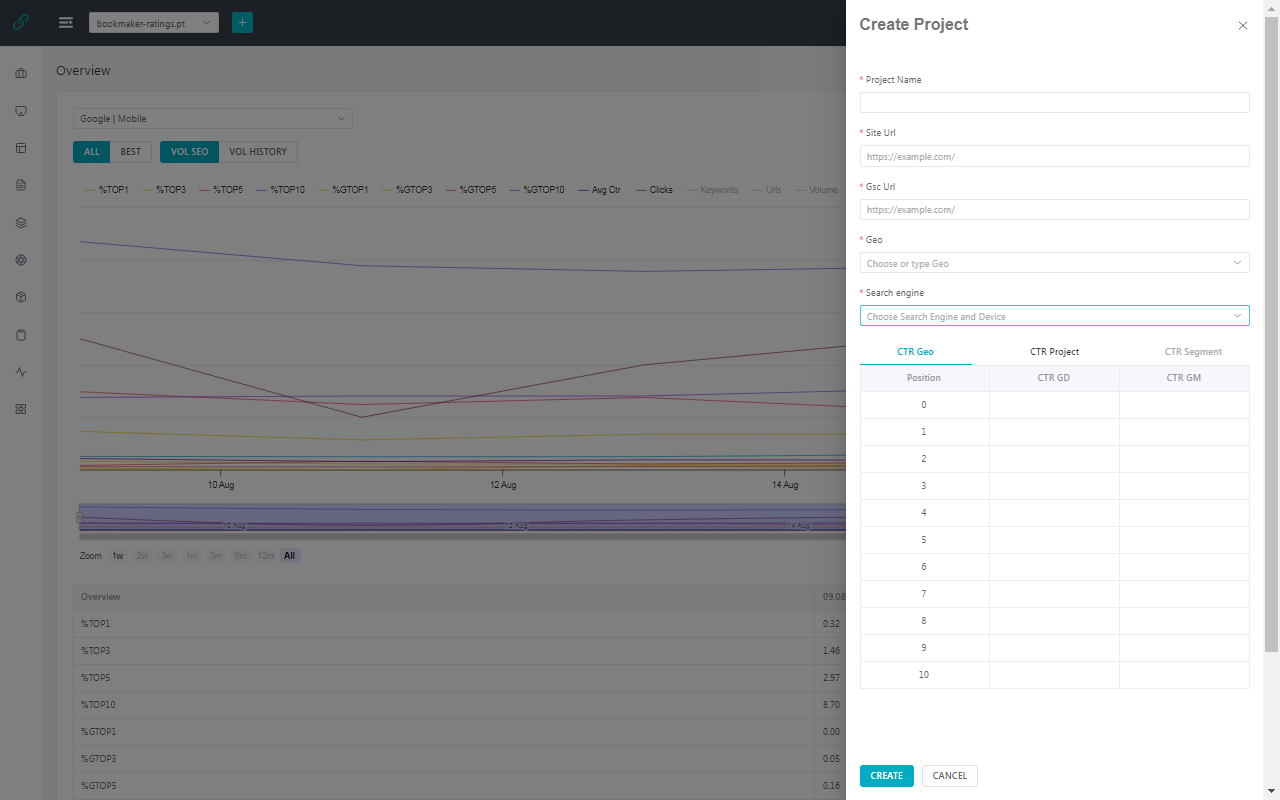 bookmaker-ratings.pt
+
Overview
Google | Mobile
ALL BEST VOL SEO VOL HISTORY
%TOP1 %TOP3 %TOP5 %TOP10 %GTOP1 %GTOP3 %GTOP5 %GTOP10 Avg Ctr Clicks Keywords Urls Volume
10 Aug 12 Aug 14 Aug
10 Aug 12 Aug 14 Aug
Zoom 1w 2w 3w 1m 3m 6m 12m All
Overview 09.08
%TOP1 0.32
%TOP3 1.46
%TOP5 2.97
%TOP10 8.70
%GTOP1 0.00
%GTOP3 0.05
%GTOP5 0.16
Create Project
* Project Name
* Site Url
https://example.com/
* Gsc Url
https://example.com/
* Geo
Choose or type Geo
* Search engine
Choose Search Engine and Device
CTR Geo CTR Project CTR Segment
Position CTR GD CTR GM
0
1
2
3
4
5
6
7
8
9
10
CREATE CANCEL